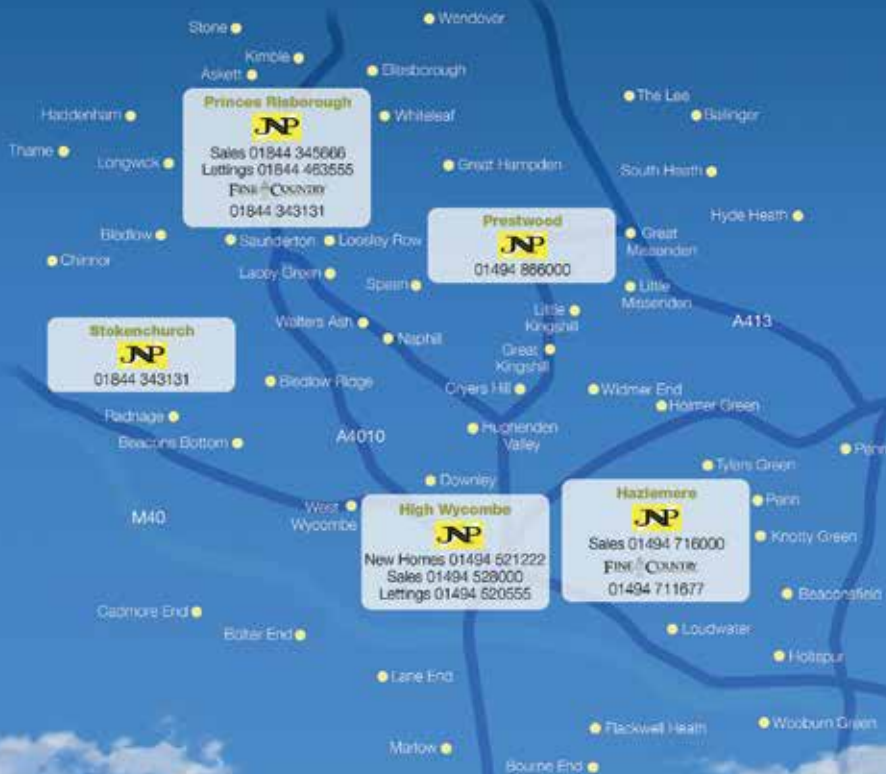 Stone
Wendover
Kimble
Askett
Ellesborough
The Lee
Ballinger
Haddenham
Princes Risborough
JNP
Sales 01844 345666
Lettings 01844 463555
FINE & COUNTRY
01844 343131
Whiteleaf
Thame
Longwick
Great Hampden
South Heath
Hyde Heath
Bledlow
Saunderton
Loosley Row
Prestwood
JNP
01494 866000
Great
Missenden
Chinnor
Lacey Green
Speen
Little
Missenden
Stokenchurch
JNP
01844 343131
Walters Ash
Naphill
Little
Kingshill
Great
Kingshill
A413
Bledlow Ridge
Cryers Hill
Widmer End
Holmer Green
Radnage
Beacons Bottom
A4010
Hughenden
Valley
Penn
Tylers Green
Downley
M40
West
Wycombe
High Wycombe
JNP
New Homes 01494 521222
Sales 01494 528000
Lettings 01494 520555
Hazlemere
JNP
Sales 01494 716000
FINE & COUNTRY
01494 711677
Penn
Knotty Green
Beaconsfield
Cadmore End
Bolter End
Loudwater
Holtspur
Lane End
Flackwell Heath
Wooburn Green
Marlow
Bourne End